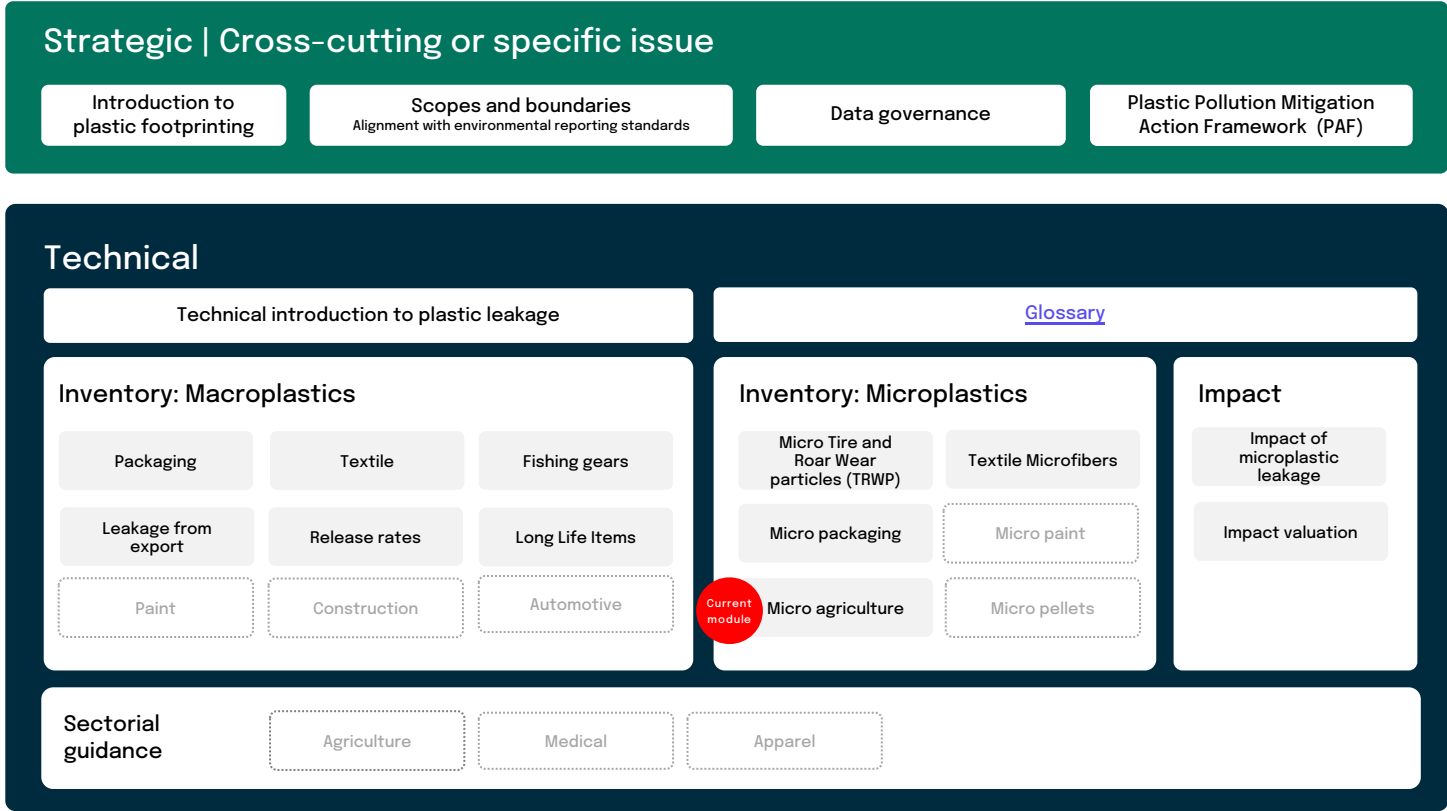 Strategic | Cross-cutting or specific issue
Introduction to
plastic footprinting
Scopes and boundaries
Alignment with environmental reporting standards
Data governance
Plastic Pollution Mitigation
Action Framework (PAF)
Technical
Technical introduction to plastic leakage
Glossary
Inventory: Macroplastics
Packaging
Textile
Fishing gears
Leakage from
export
Release rates
Long Life Items
Paint
Construction
Automotive
Inventory: Microplastics
Micro Tire and
Roar Wear
particles (TRWP)
Textile Microfibers
Micro packaging
Micro paint
Current
module
Micro agriculture
Micro pellets
Impact
Impact of
microplastic
leakage
Impact valuation
Sectorial
guidance
Agriculture
Medical
Apparel